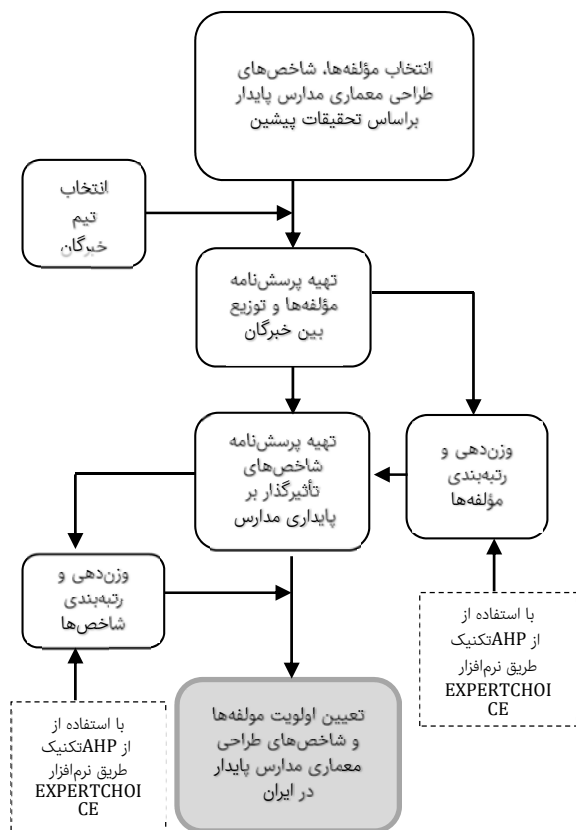 انتخاب مؤلفه‌ها، شاخص‌های
طراحی معماری مدارس پایدار
براساس تحقیقات پیشین
انتخاب
تیم
خبرگان
تهیه پرسش‌نامه
مؤلفه‌ها و توزیع
بین خبرگان
تهیه پرسش‌نامه
شاخص‌های
تأثیرگذار بر
پایداری مدارس
وزن‌دهی و
رتبه‌بندی
مؤلفه‌ها
وزن‌دهی و
رتبه‌بندی
شاخص‌ها
با استفاده از
تکنیکAHP از
طریق نرم‌افزار
EXPERTCHOI
CE
تعیین اولویت مولفه‌ها
و شاخص‌های طراحی
معماری مدارس پایدار
در ایران
با استفاده از
تکنیکAHP از
طریق نرم‌افزار
EXPERTCHOI
CE